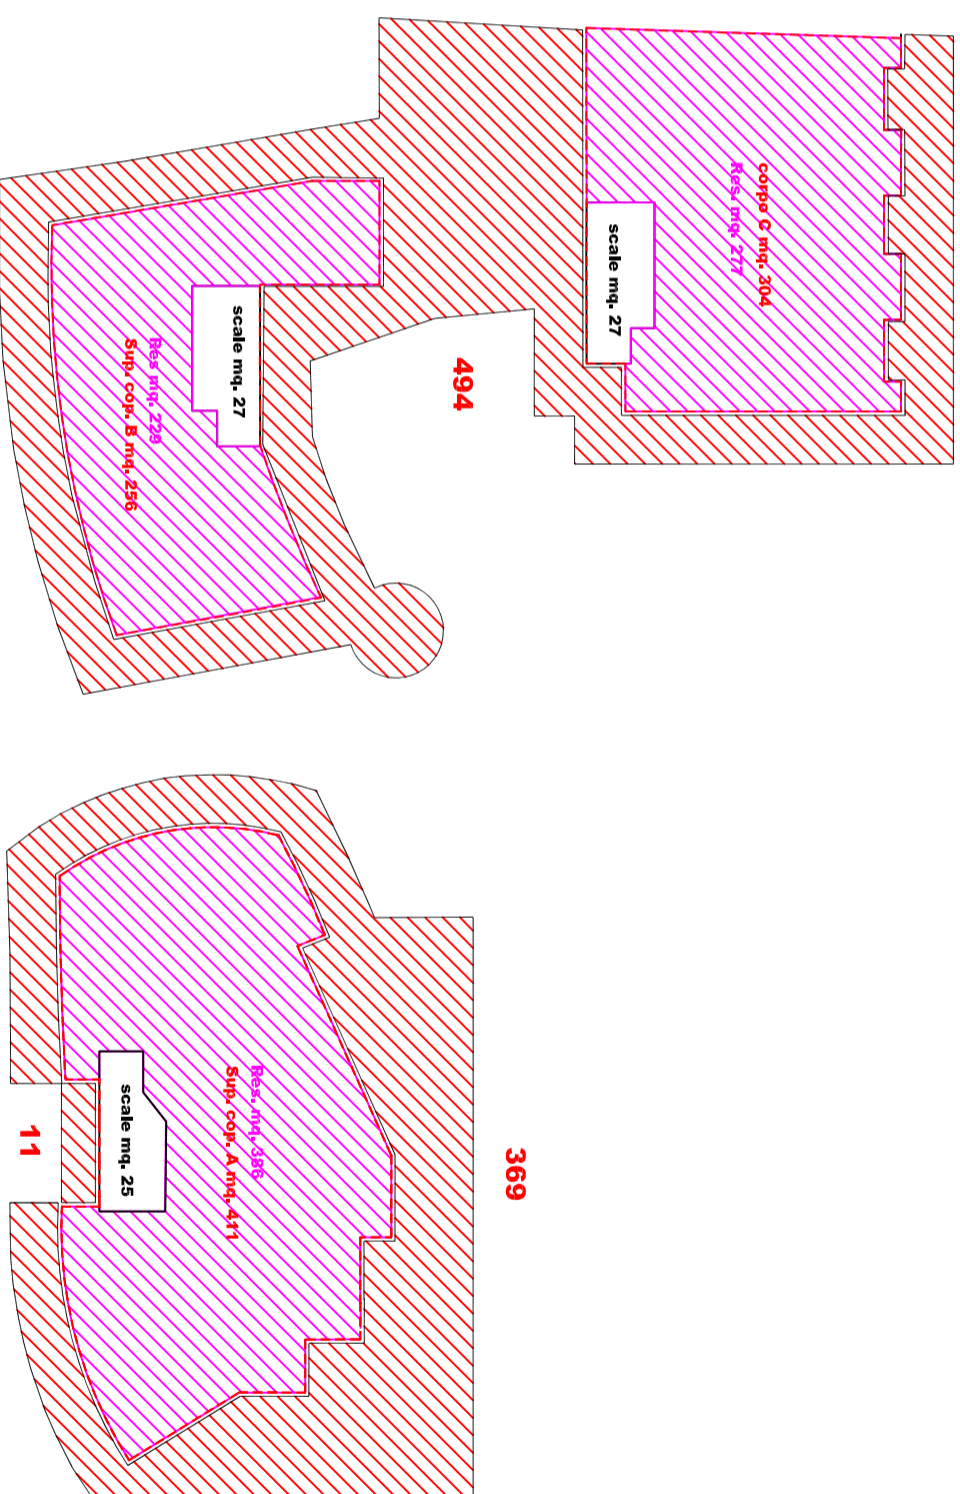 corpo C mq. 304
Res. mq. 277
scale mq. 27
494
scale mq. 27
Res mq. 229
Sup. cop. B mq. 256
369
Res. mq. 386
Sup. cop. A mq. 411
scale mq. 25
11